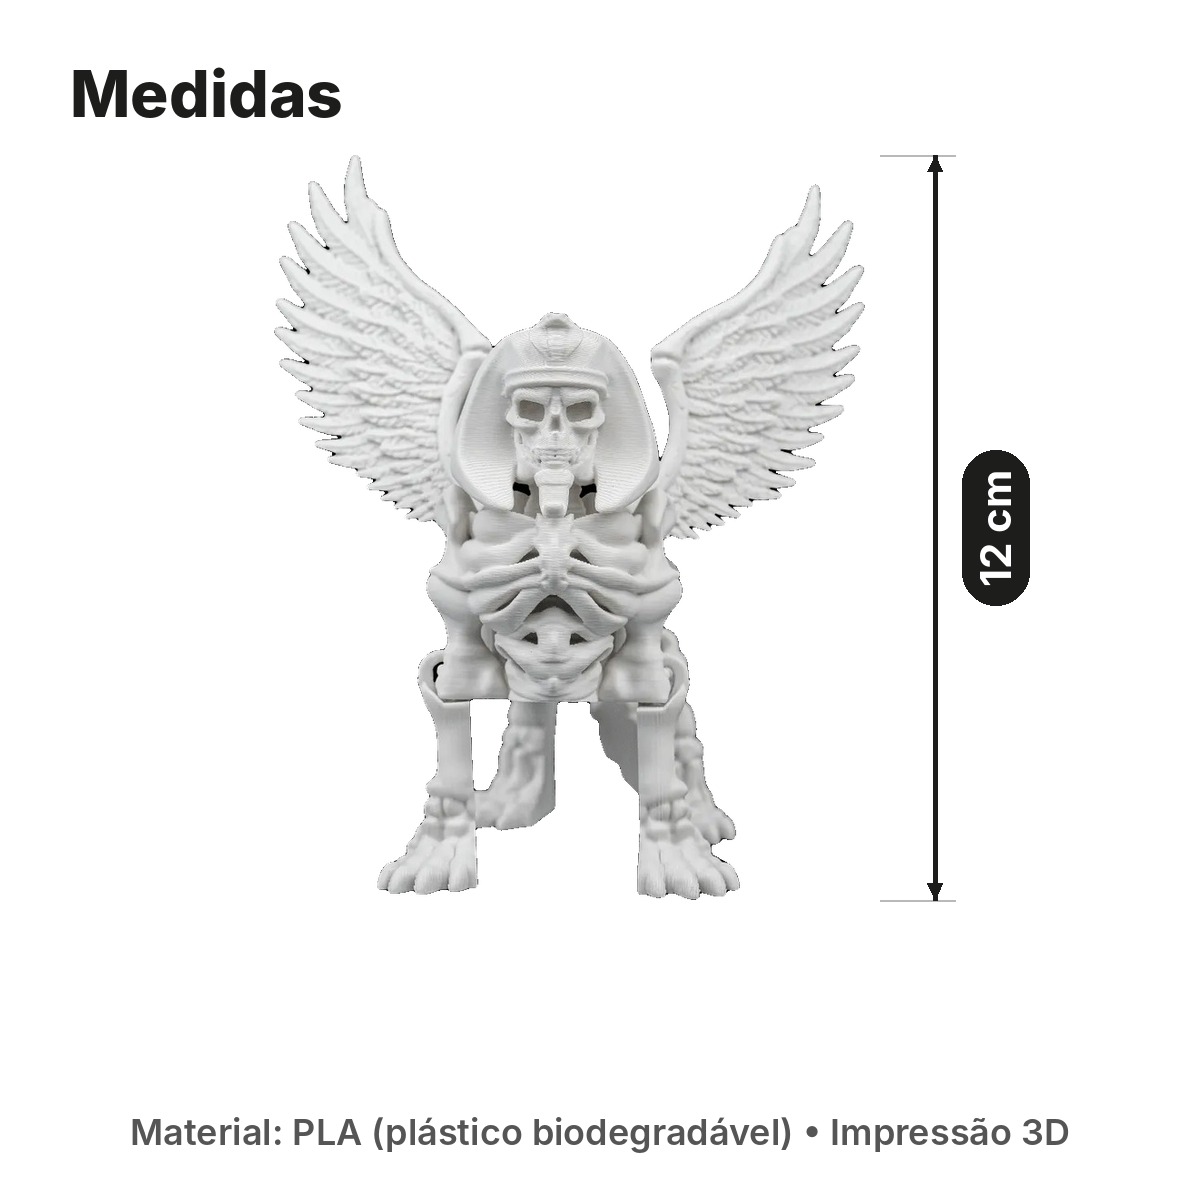 Medidas
12 cm
Material: PLA (plástico biodegradável) • Impressão 3D